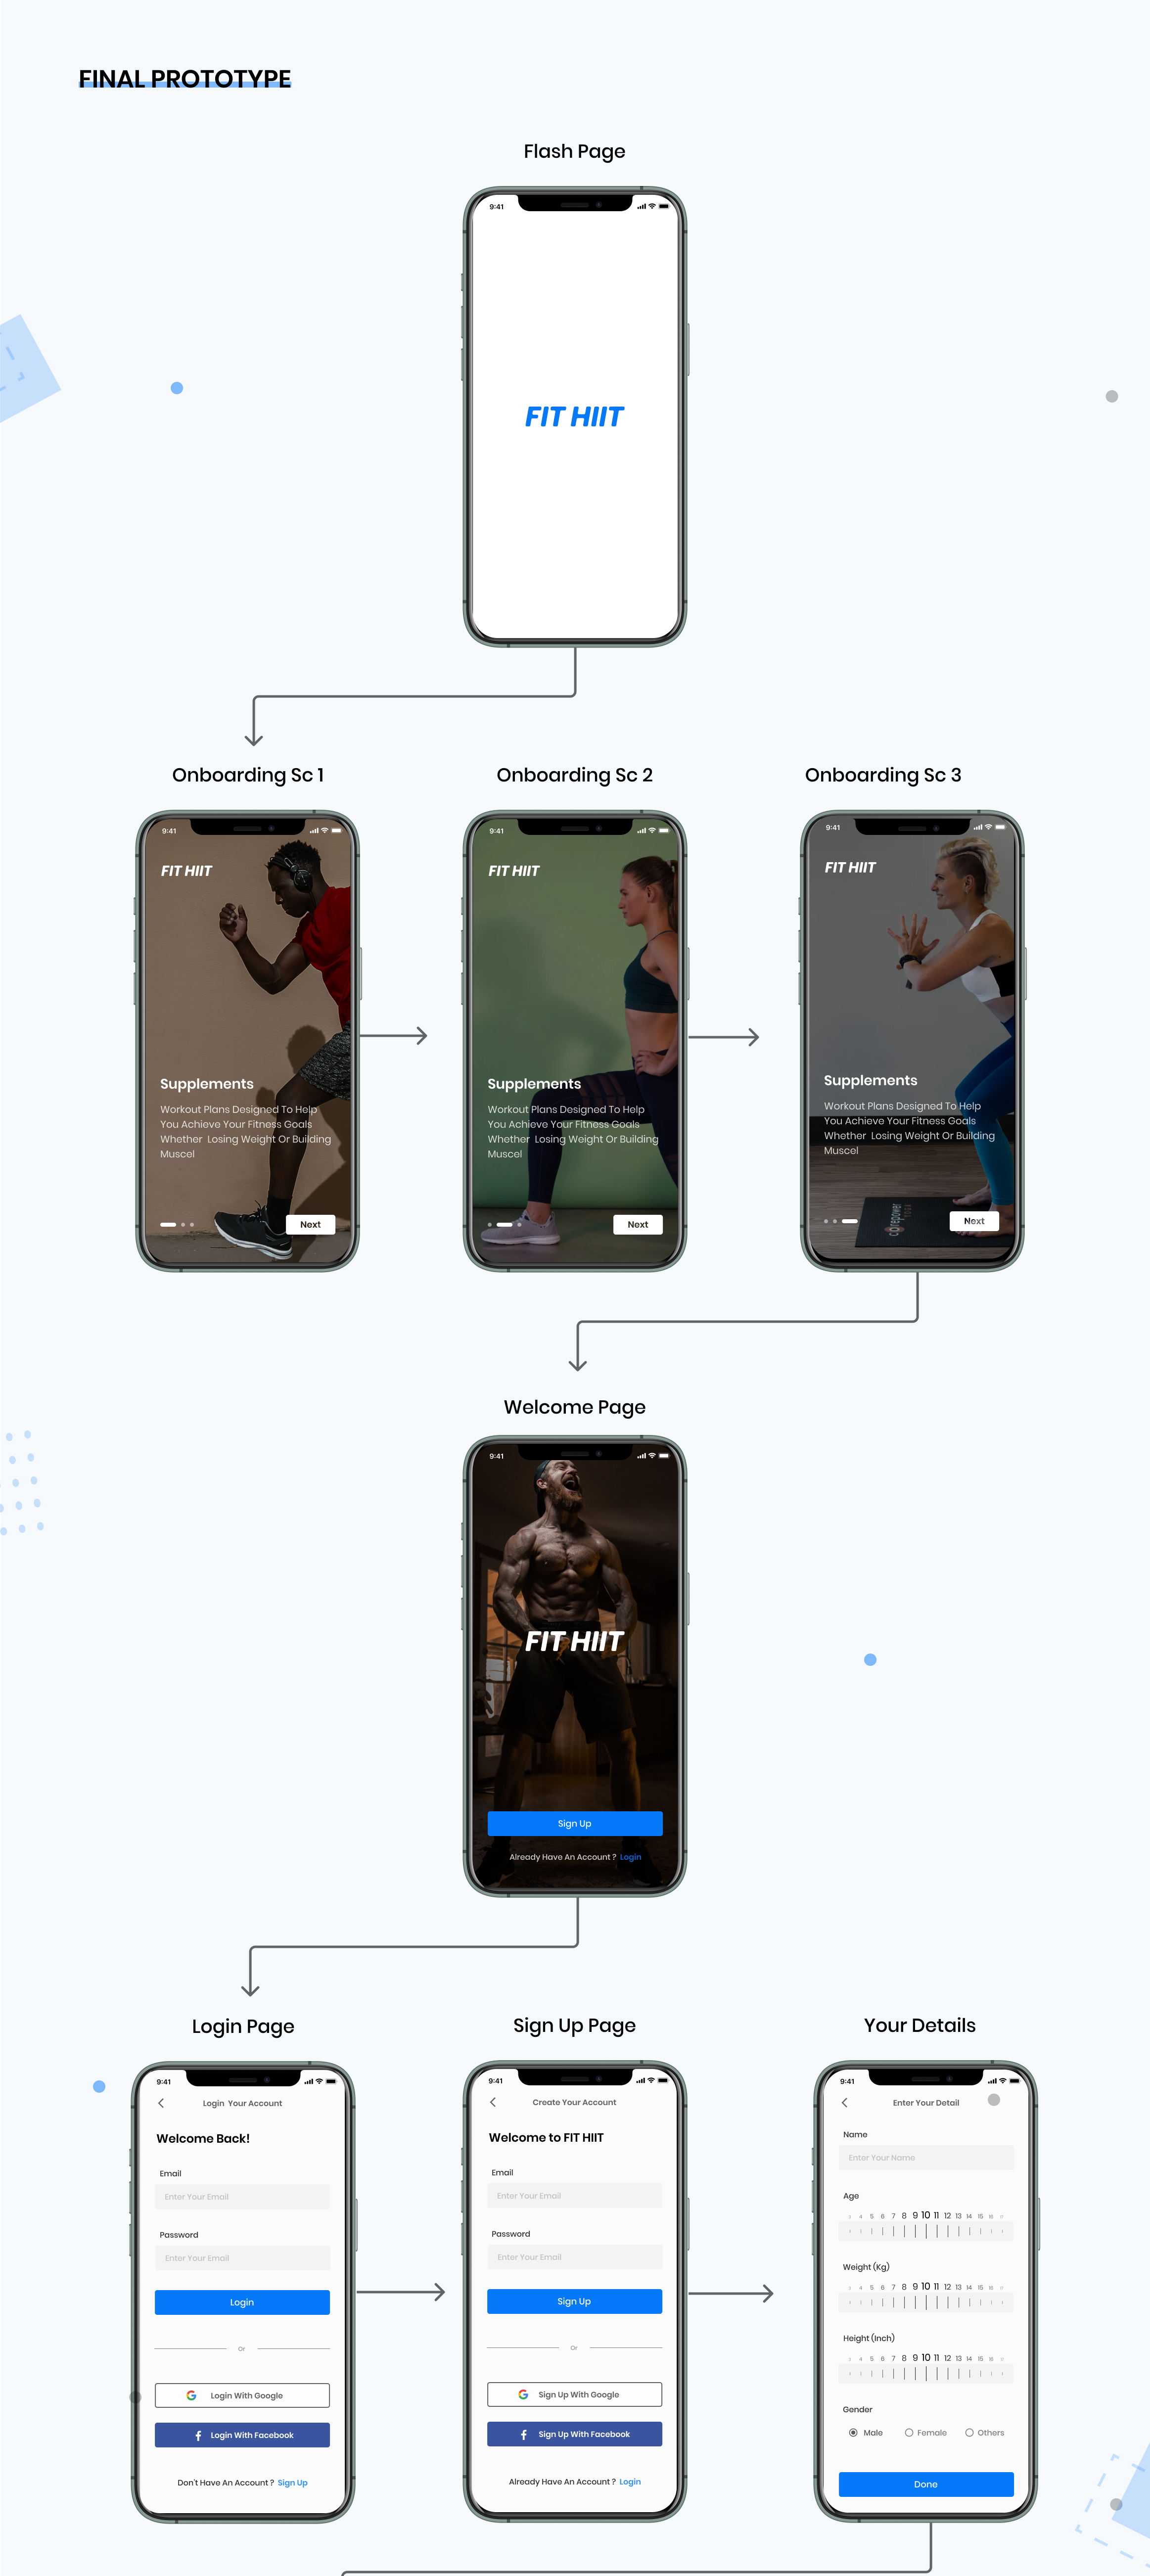 FINAL PROTOTYPE
Flash Page
9:41
FIT HIIT
Onboarding Sc 1
Onboarding Sc 2
Onboarding Sc 3
9:41
FIT HIIT
Supplements
Workout Plans Designed To Help
You Achieve Your Fitness Goals
Whether Losing Weight Or Building
Muscel
Next
9:41
FIT HIIT
Supplements
Workout Plans Designed To Help
You Achieve Your Fitness Goals
Whether Losing Weight Or Building
Muscel
Next
9:41
FIT HIIT
Supplements
Workout Plans Designed To Help
You Achieve Your Fitness Goals
Whether Losing Weight Or Building
Muscel
Next
Welcome Page
9:41
FIT HIIT
Sign Up
Already Have An Account ? Login
Login Page
Sign Up Page
Your Details
9:41
Login Your Account
Welcome Back!
Email
Enter Your Email
Password
Enter Your Email
Login
Or
Login With Google
Login With Facebook
Don't Have An Account ? Sign Up
9:41
Create Your Account
Welcome to FIT HIIT
Email
Enter Your Email
Password
Enter Your Email
Sign Up
Or
Sign Up With Google
Sign Up With Facebook
Already Have An Account ? Login
9:41
Enter Your Detail
Name
Enter Your Name
Age
4 5 6 7 8 9 10 11 12 13 14 15 16
Weight (Kg)
4 5 6 7 8 9 10 11 12 13 14 15 16
Height (Inch)
4 5 6 7 8 9 10 11 12 13 14 15 16
Gender
Male Female Others
Done